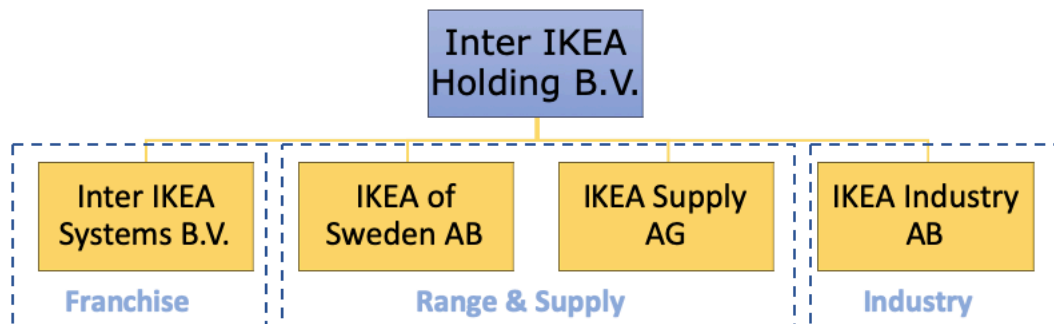 Inter IKEA
Holding B.V.
Inter IKEA
Systems B.V.
IKEA of
Sweden AB
IKEA Supply
AG
IKEA Industry
AB
Franchise
Range & Supply
Industry